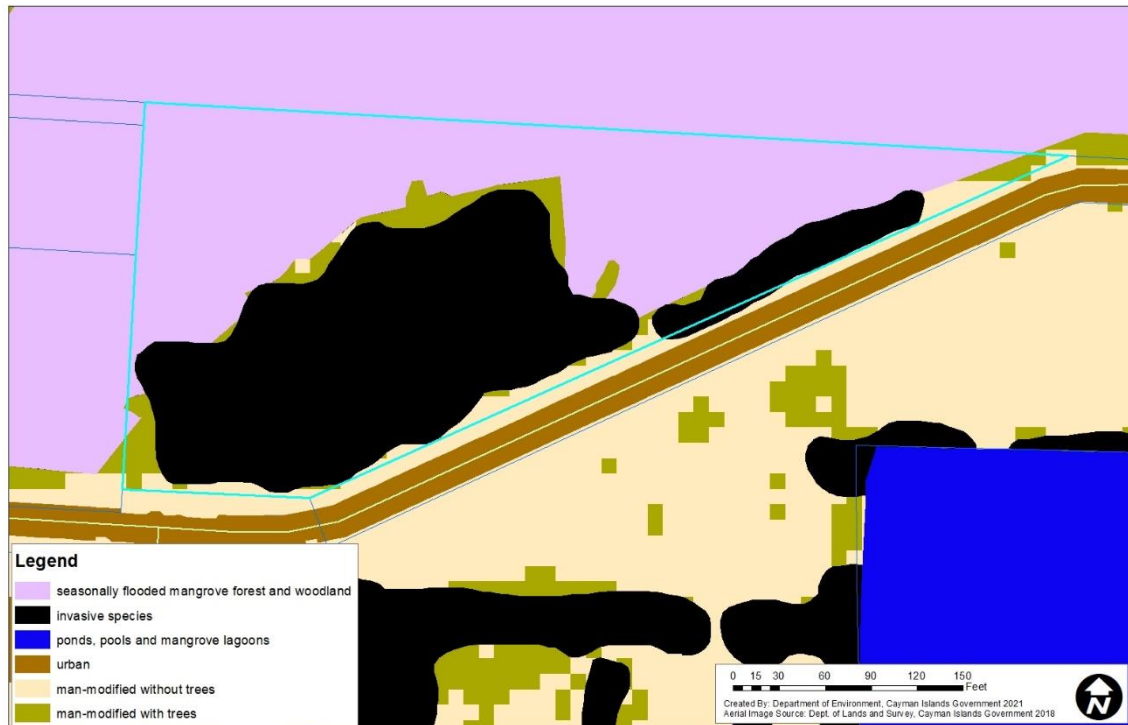 Legend
seasonally flooded mangrove forest and woodland
invasive species
ponds, pools and mangrove lagoons
urban
man-modified without trees
man-modified with trees
0 15 30 60 90 120 150
Feet
Created By: Department of Environment, Cayman Islands Government 2021
Aerial Image Source: Dept. of Lands and Survey, Cayman Islands Government 2018
N